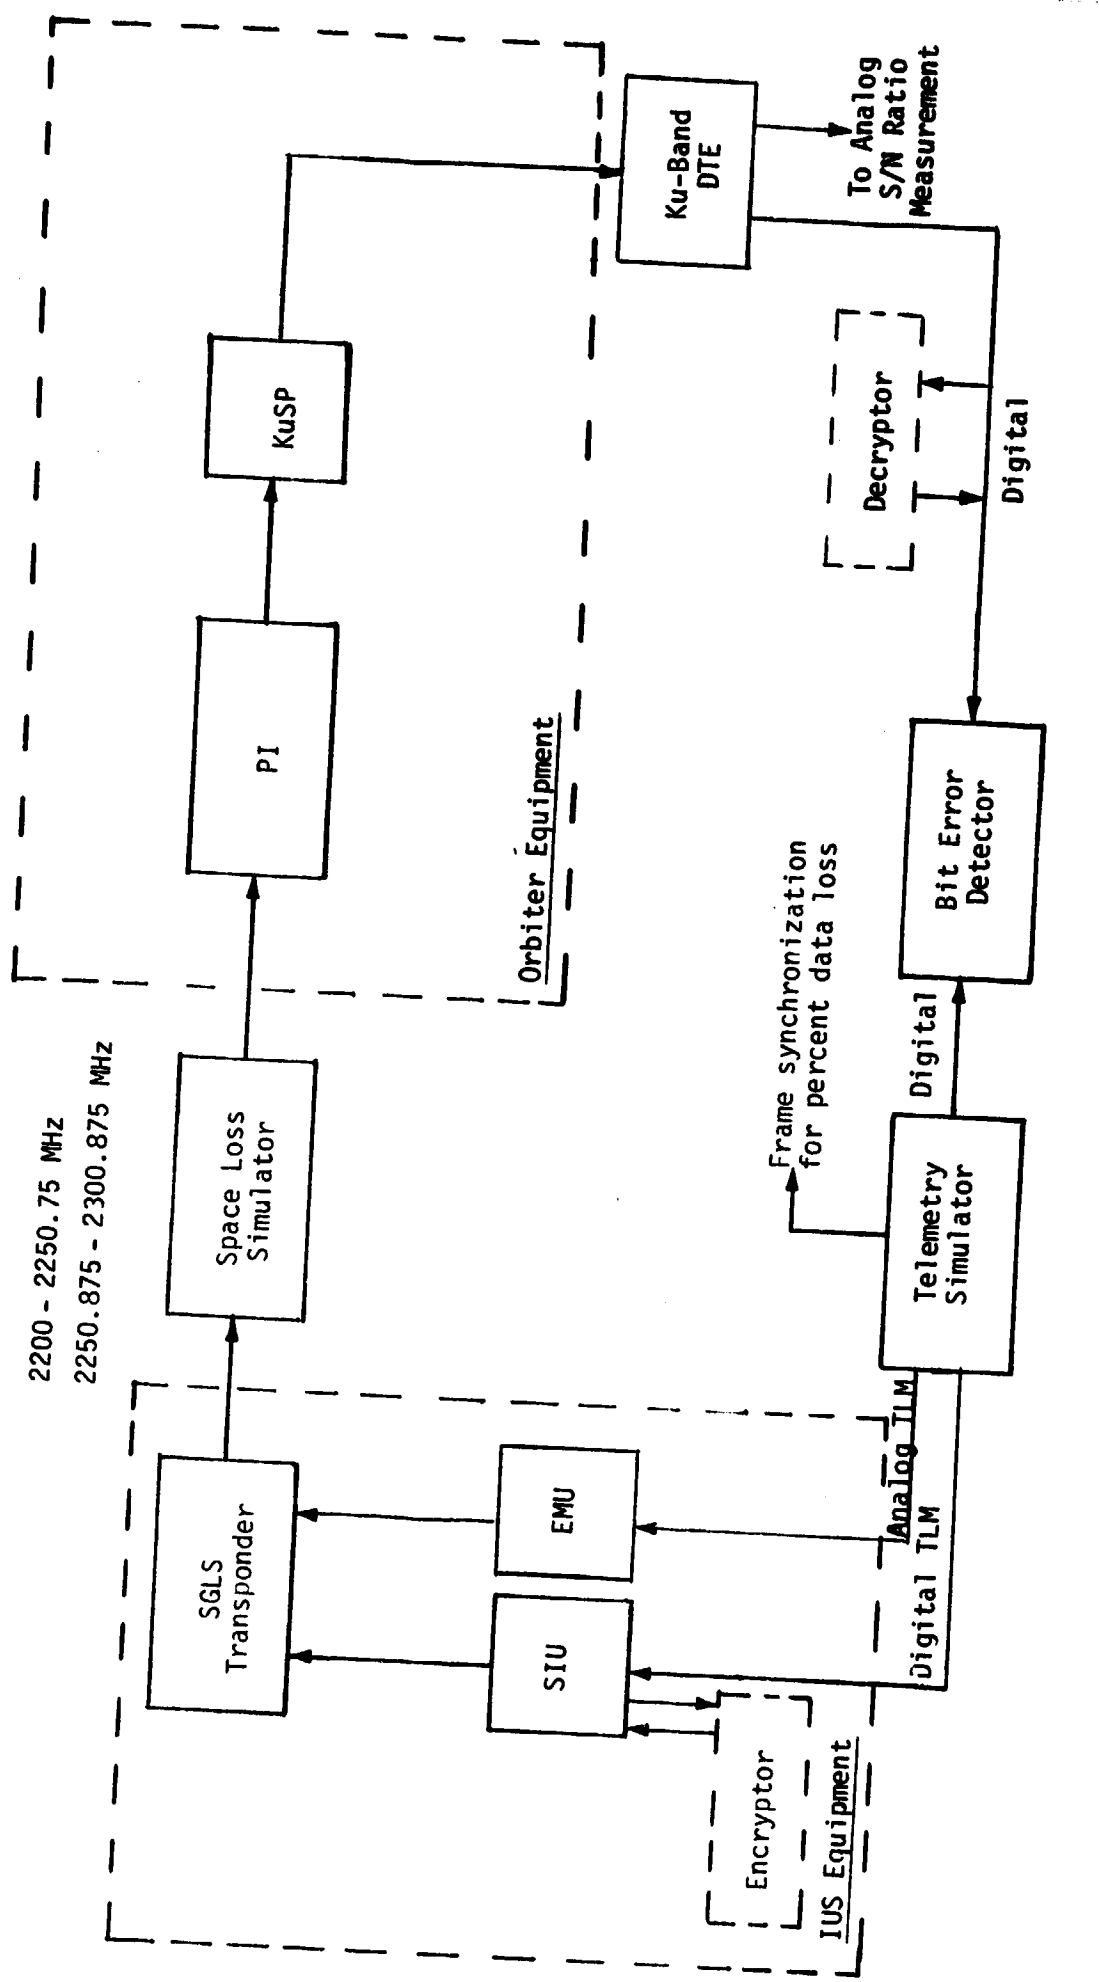 2200 - 2250.75 MHz
2250.875 - 2300.875 MHz
SGLS
Transponder
Space Loss
Simulator
PI
KuSP
EMU
SIU
Encryptor
IUS Equipment
Orbiter Equipment
Ku-Band
DTE
To Analog
S/N Ratio
Measurement
Decryptor
Digital
Bit Error
Detector
Digital
Frame synchronization
for percent data loss
Telemetry
Simulator
Analog TLM
Digital TLM